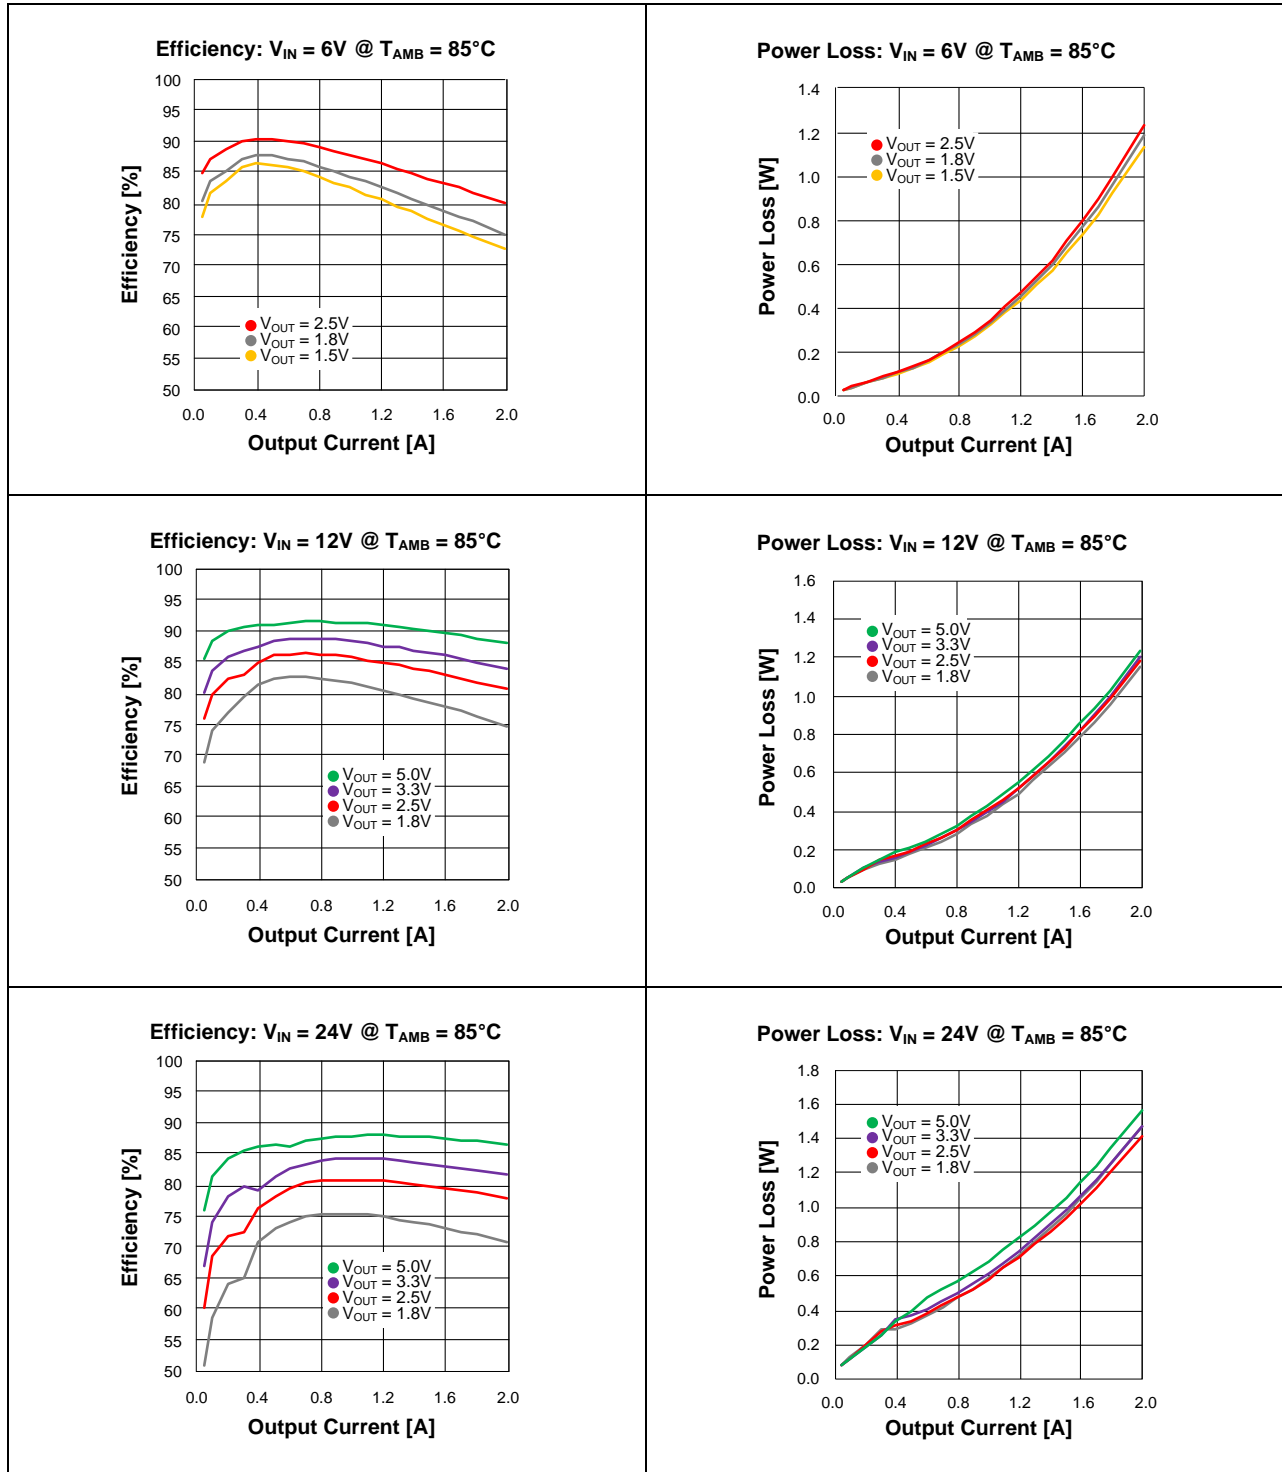 Efficiency: VIN = 6V @ TAMB = 85°C
100
95
90
85
80
75
70
65
60
55
50
Efficiency [%]
VOUT = 2.5V
VOUT = 1.8V
VOUT = 1.5V
0.0 0.4 0.8 1.2 1.6 2.0
Output Current [A]
Power Loss: VIN = 6V @ TAMB = 85°C
1.4
1.2
1.0
0.8
0.6
0.4
0.2
0.0
Power Loss [W]
VOUT = 2.5V
VOUT = 1.8V
VOUT = 1.5V
0.0 0.4 0.8 1.2 1.6 2.0
Output Current [A]
Efficiency: VIN = 12V @ TAMB = 85°C
100
95
90
85
80
75
70
65
60
55
50
Efficiency [%]
VOUT = 5.0V
VOUT = 3.3V
VOUT = 2.5V
VOUT = 1.8V
0.0 0.4 0.8 1.2 1.6 2.0
Output Current [A]
Power Loss: VIN = 12V @ TAMB = 85°C
1.6
1.4
1.2
1.0
0.8
0.6
0.4
0.2
0.0
Power Loss [W]
VOUT = 5.0V
VOUT = 3.3V
VOUT = 2.5V
VOUT = 1.8V
0.0 0.4 0.8 1.2 1.6 2.0
Output Current [A]
Efficiency: VIN = 24V @ TAMB = 85°C
100
95
90
85
80
75
70
65
60
55
50
Efficiency [%]
VOUT = 5.0V
VOUT = 3.3V
VOUT = 2.5V
VOUT = 1.8V
0.0 0.4 0.8 1.2 1.6 2.0
Output Current [A]
Power Loss: VIN = 24V @ TAMB = 85°C
1.8
1.6
1.4
1.2
1.0
0.8
0.6
0.4
0.2
0.0
Power Loss [W]
VOUT = 5.0V
VOUT = 3.3V
VOUT = 2.5V
VOUT = 1.8V
0.0 0.4 0.8 1.2 1.6 2.0
Output Current [A]